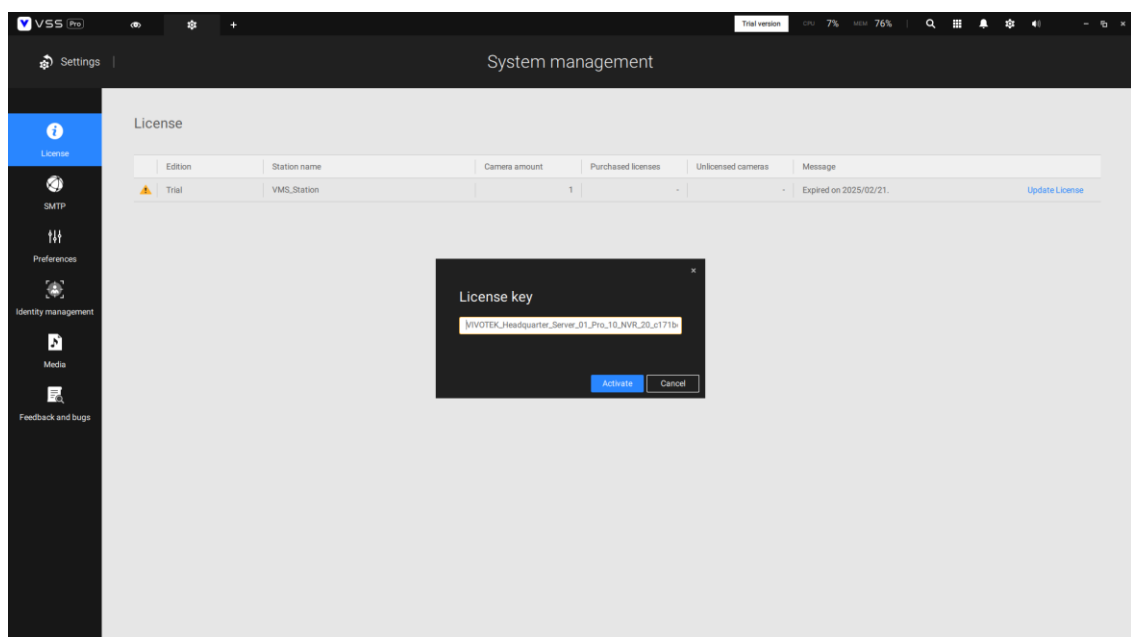 VSS Pro
Trial version
CPU 7% MEM 76%
Settings
System management
License
SMTP
Preferences
Identity management
Media
Feedback and bugs
License
Edition Station name Camera amount Purchased licenses Unlicensed cameras Message
Trial VMS_Station 1 - - Expired on 2025/02/21. Update License
License key
VIVOTEK_Headquarter_Server_01_Pro_10_NVR_20_c171b
Activate Cancel